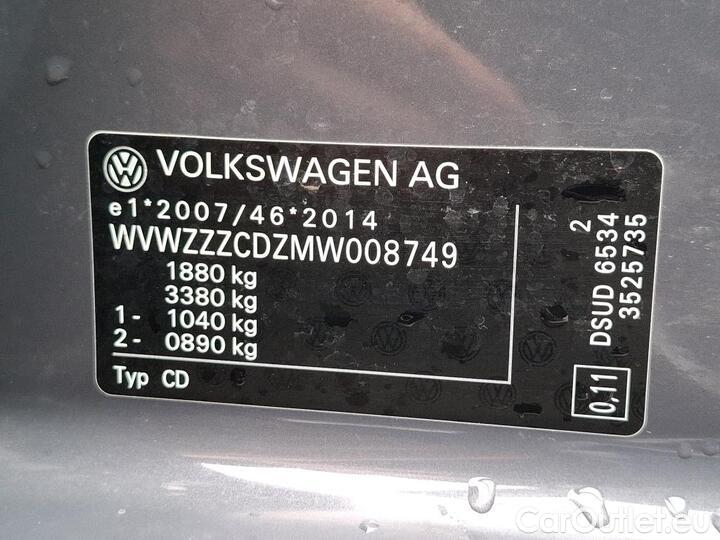 VOLKSWAGEN AG
e1*2007/46*2014
WVWZZZCDZMW008749
1880 kg
3380 kg
1- 1040 kg
2- 0890 kg
Typ CD
2
DSUD 6534
3525735
0,11
CarOutlet.eu